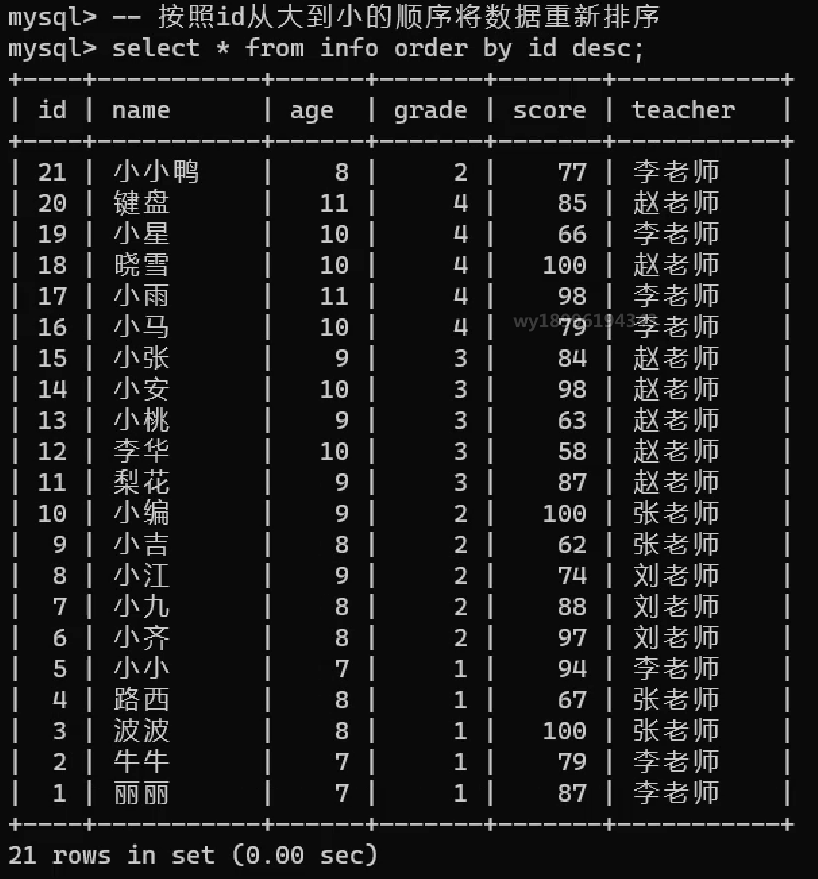 mysql> -- 按照id从大到小的顺序将数据重新排序
mysql> select * from info order by id desc;
+----+-----------+------+-------+-------+-----------+
| id | name | age | grade | score | teacher |
+----+-----------+------+-------+-------+-----------+
| 21 | 小小鸭 | 8 | 2 | 77 | 李老师 |
| 20 | 键盘 | 11 | 4 | 85 | 赵老师 |
| 19 | 小星 | 10 | 4 | 66 | 李老师 |
| 18 | 晓雪 | 10 | 4 | 100 | 赵老师 |
| 17 | 小雨 | 11 | 4 | 98 | 李老师 |
| 16 | 小马 | 10 | 4 | 79 | 李老师 |
| 15 | 小张 | 9 | 3 | 84 | 赵老师 |
| 14 | 小安 | 10 | 3 | 98 | 赵老师 |
| 13 | 小桃 | 9 | 3 | 63 | 赵老师 |
| 12 | 李华 | 10 | 3 | 58 | 赵老师 |
| 11 | 梨花 | 9 | 3 | 87 | 赵老师 |
| 10 | 小编 | 9 | 2 | 100 | 张老师 |
| 9 | 小吉 | 8 | 2 | 62 | 张老师 |
| 8 | 小江 | 9 | 2 | 74 | 刘老师 |
| 7 | 小九 | 8 | 2 | 88 | 刘老师 |
| 6 | 小齐 | 8 | 2 | 97 | 刘老师 |
| 5 | 小小 | 7 | 1 | 94 | 李老师 |
| 4 | 路西 | 8 | 1 | 67 | 张老师 |
| 3 | 波波 | 8 | 1 | 100 | 张老师 |
| 2 | 牛牛 | 7 | 1 | 79 | 李老师 |
| 1 | 丽丽 | 7 | 1 | 87 | 李老师 |
+----+-----------+------+-------+-------+-----------+
21 rows in set (0.00 sec)